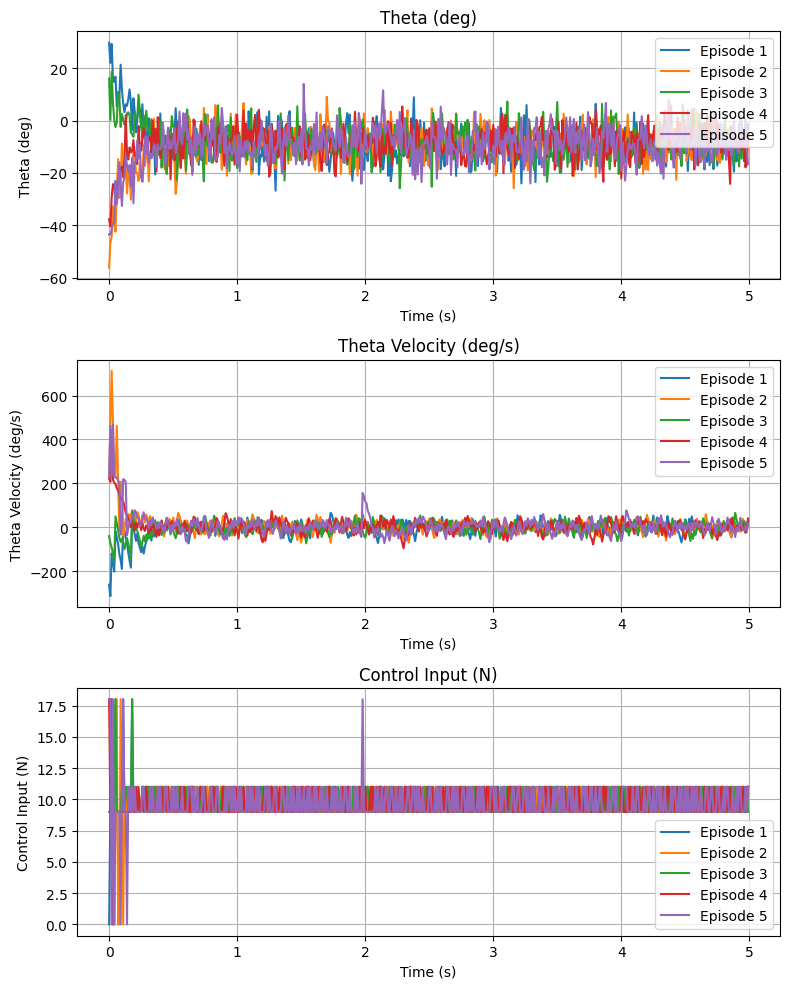 Theta (deg)
Theta (deg)
20
0
−20
−40
−60
Episode 1
Episode 2
Episode 3
Episode 4
Episode 5
0 1 2 3 4 5
Time (s)
Theta Velocity (deg/s)
Theta Velocity (deg/s)
600
400
200
0
−200
Episode 1
Episode 2
Episode 3
Episode 4
Episode 5
0 1 2 3 4 5
Time (s)
Control Input (N)
Control Input (N)
17.5
15.0
12.5
10.0
7.5
5.0
2.5
0.0
Episode 1
Episode 2
Episode 3
Episode 4
Episode 5
0 1 2 3 4 5
Time (s)